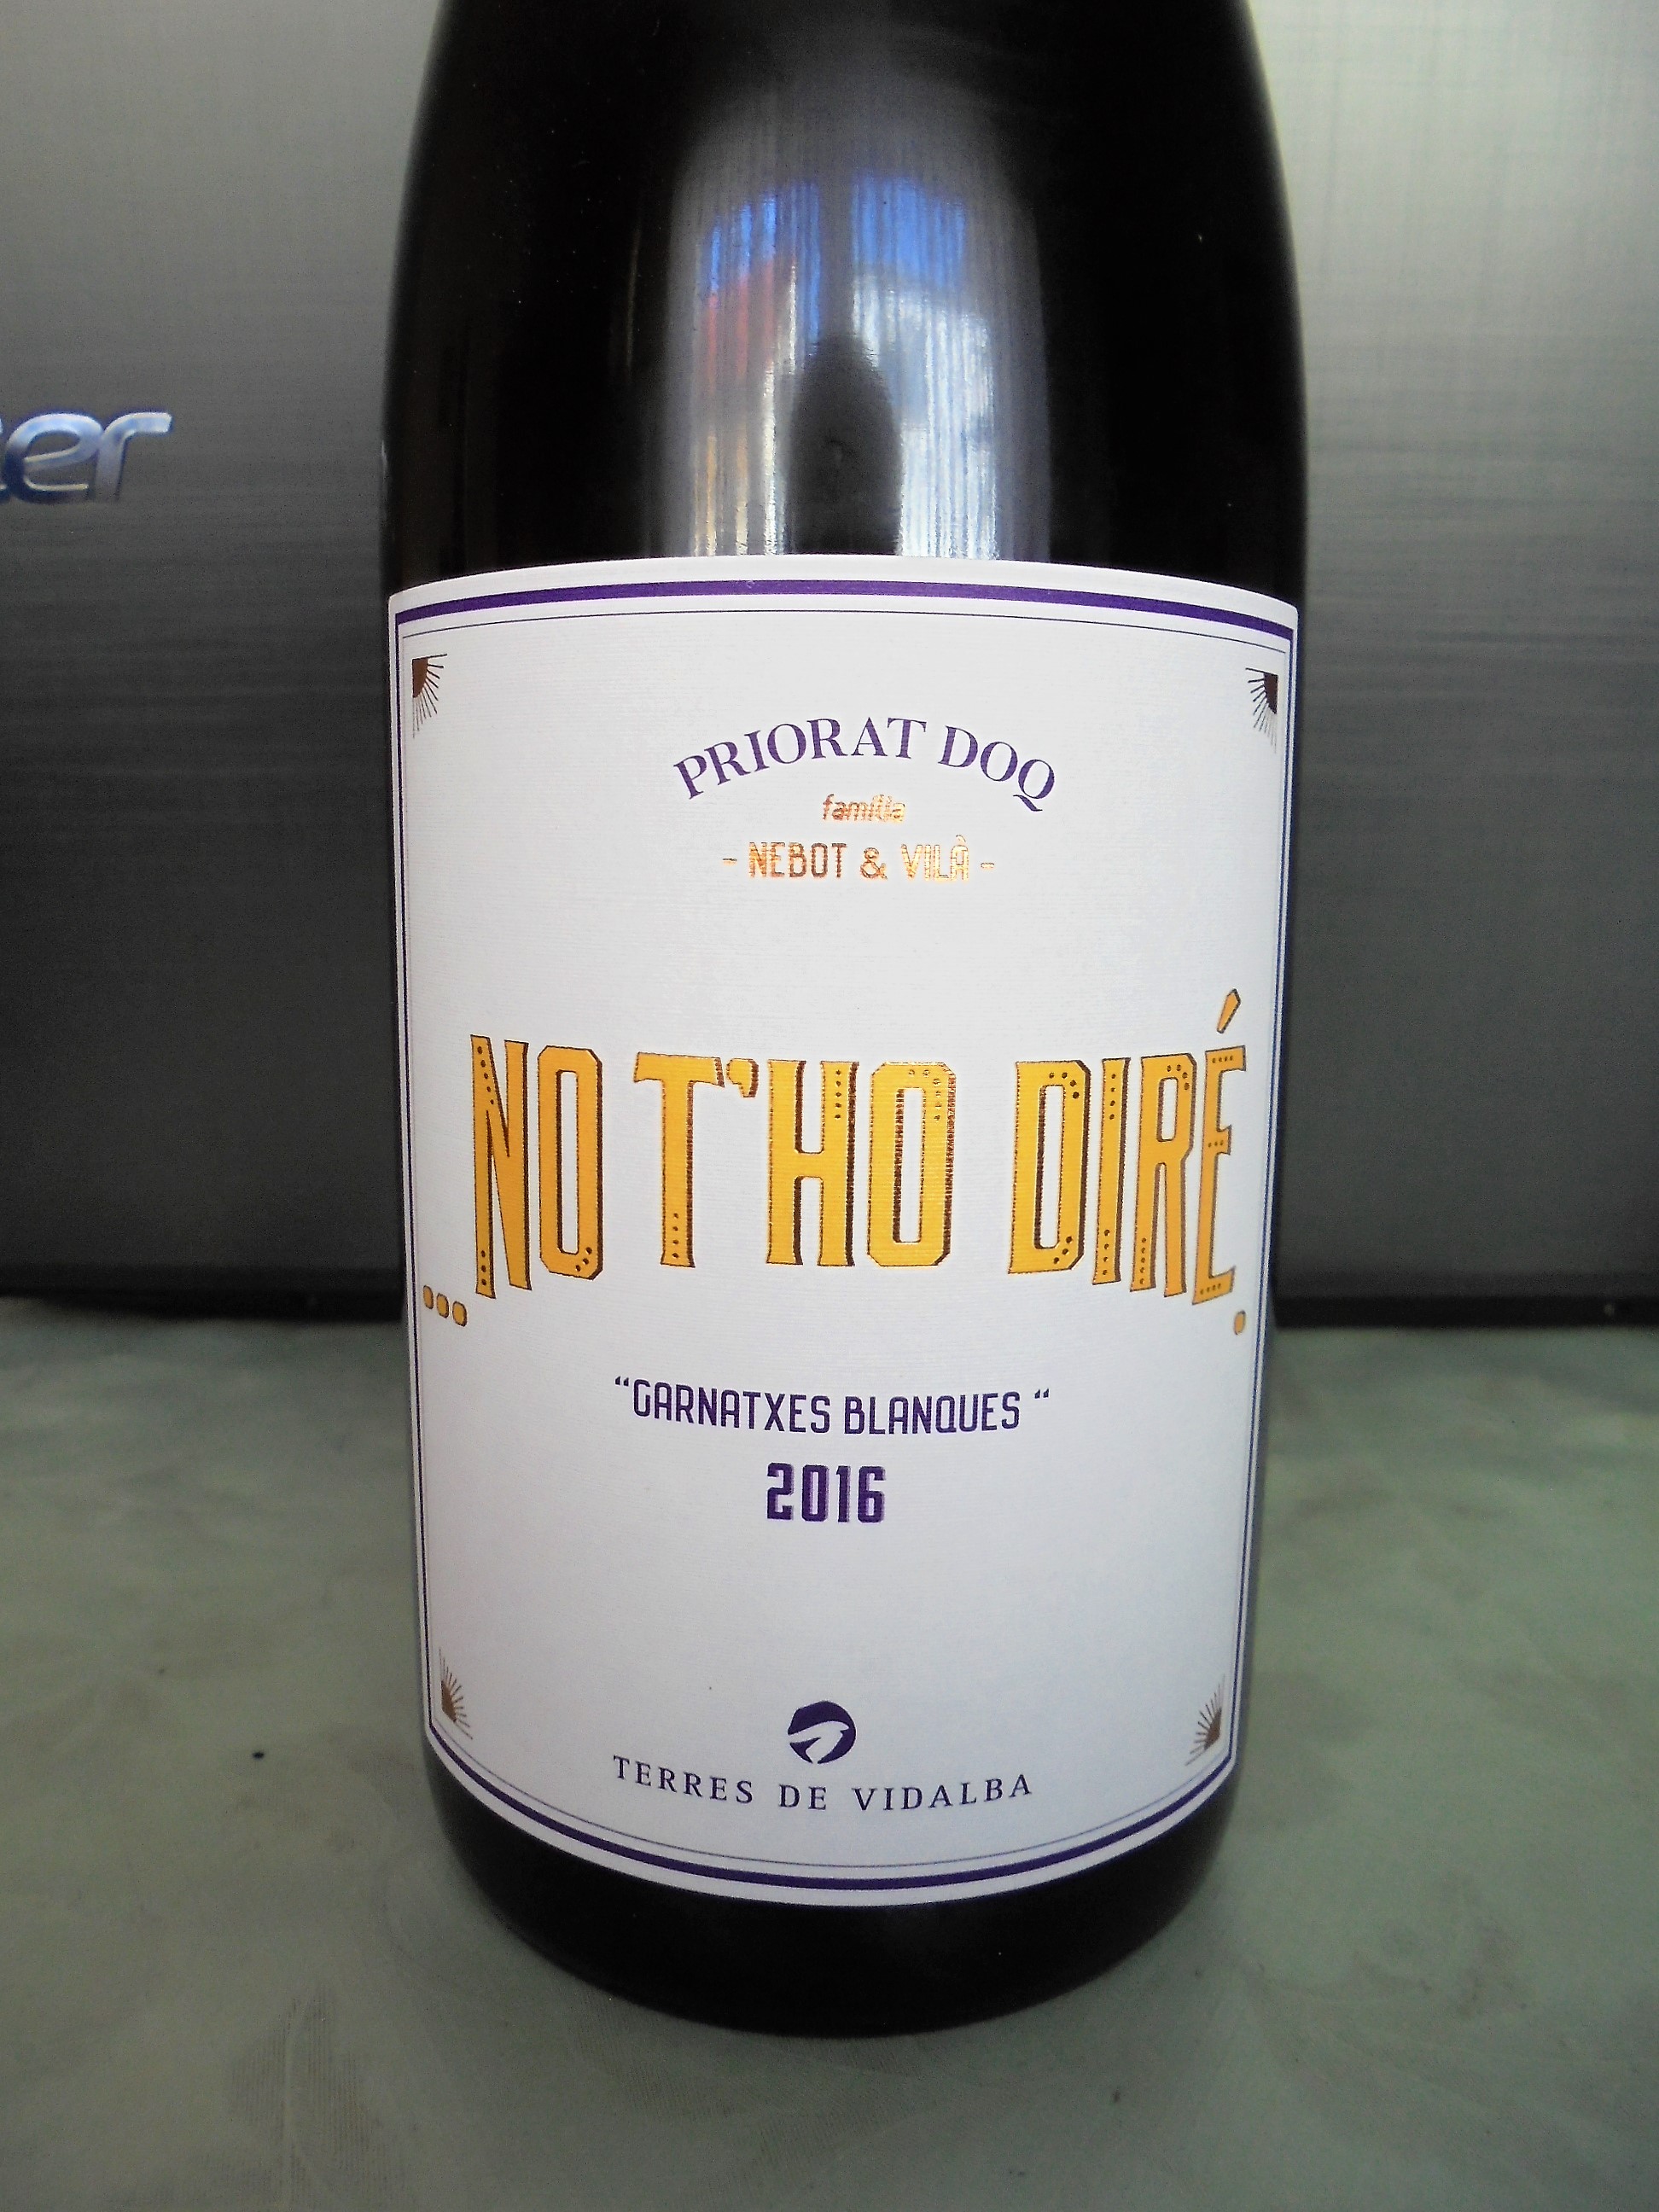 PRIORAT DOQ
família
- NEBOT & VILÀ -
...NO T'HO DIRÉ.
“GARNATXES BLANQUES “
2016
TERRES DE VIDALBA